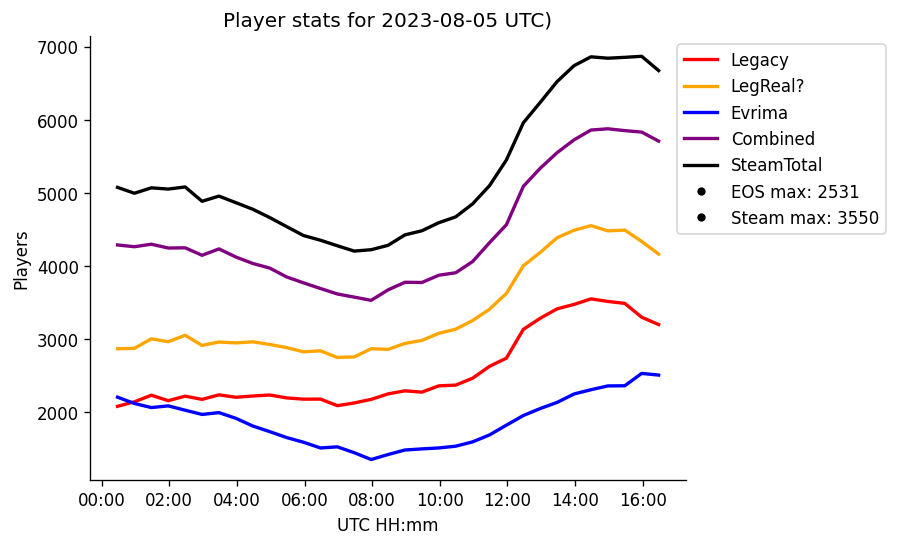 Player stats for 2023-08-05 UTC)
7000
6000
5000
4000
3000
2000
Players
00:00 02:00 04:00 06:00 08:00 10:00 12:00 14:00 16:00
UTC HH:mm
Legacy
LegReal?
Evrima
Combined
SteamTotal
EOS max: 2531
Steam max: 3550